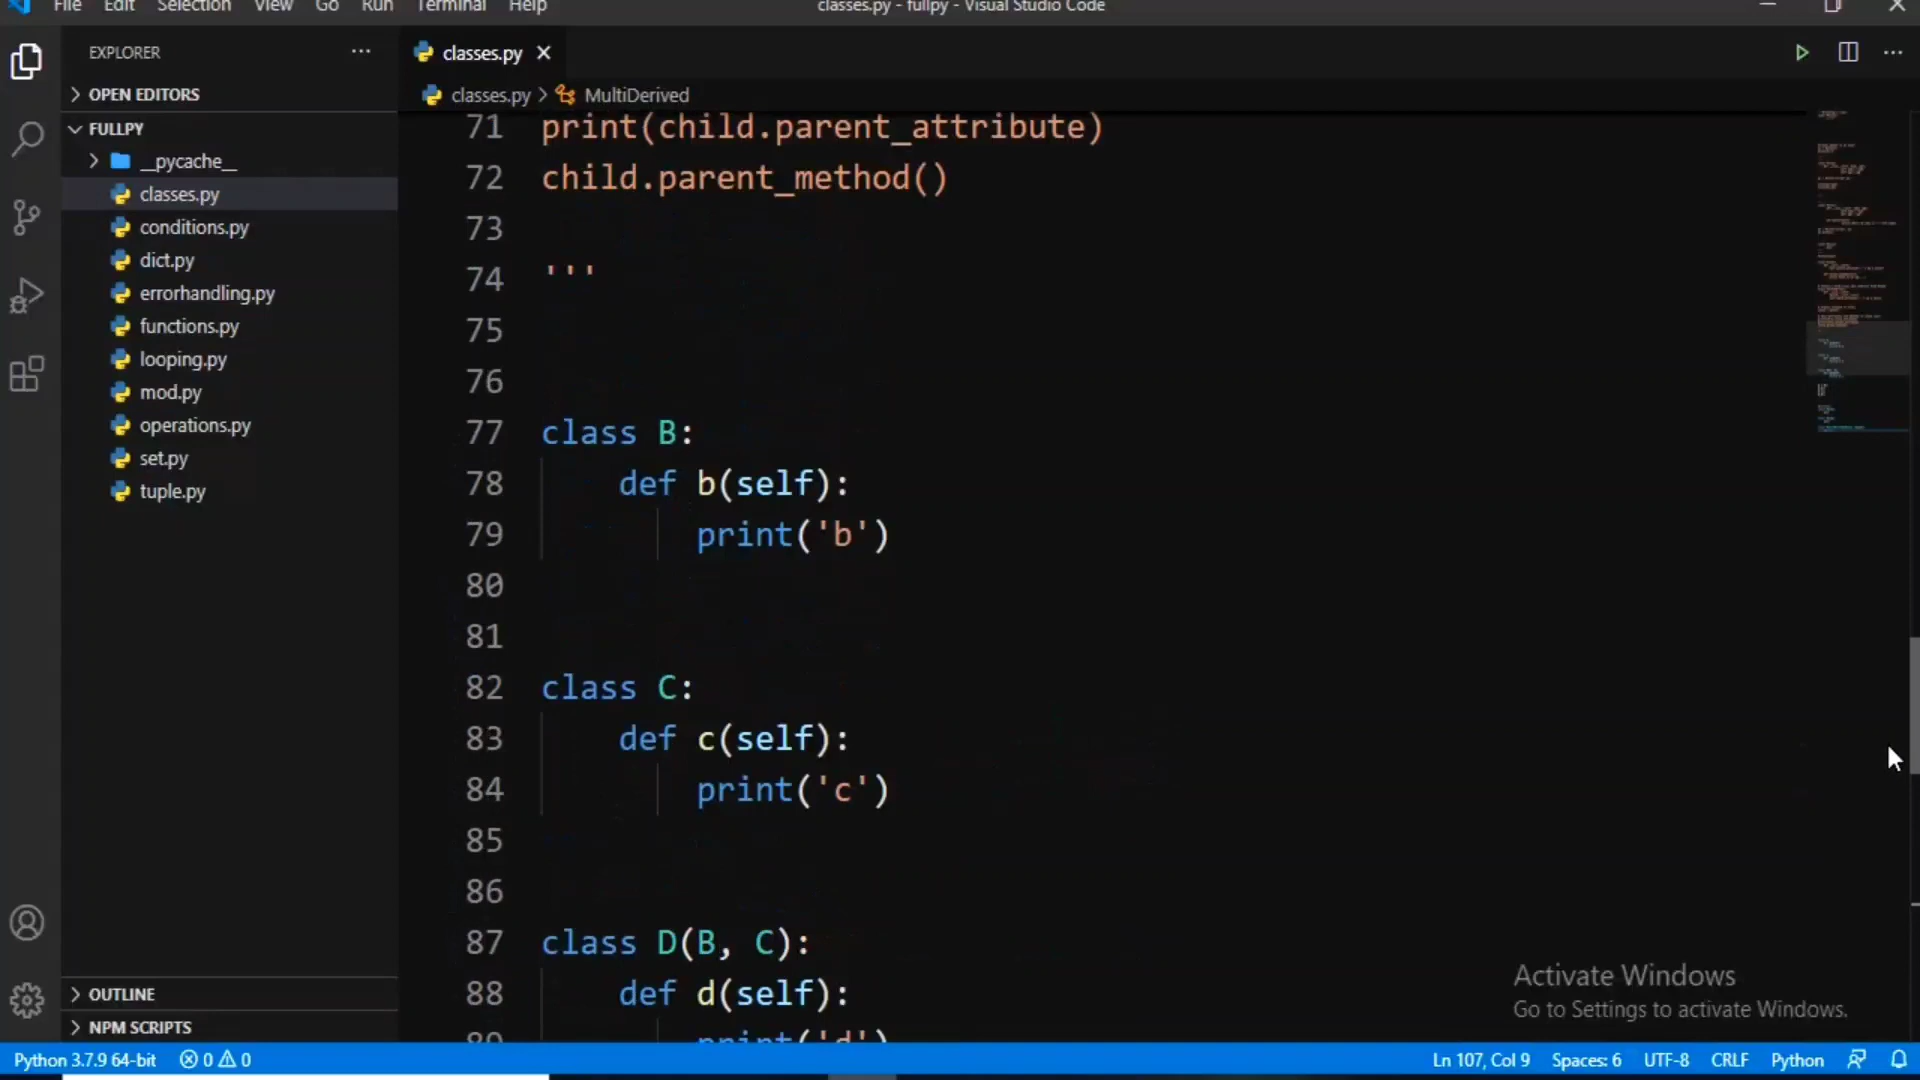 File Edit Selection View Go Run Terminal Help
classes.py - fullpy - Visual Studio Code
EXPLORER
OPEN EDITORS
FULLPY
__pycache__
classes.py
conditions.py
dict.py
errorhandling.py
functions.py
looping.py
mod.py
operations.py
set.py
tuple.py
OUTLINE
NPM SCRIPTS
classes.py
classes.py > MultiDerived
71 print(child.parent_attribute)
72 child.parent_method()
73
74 '''
75
76
77 class B:
78 def b(self):
79 print('b')
80
81
82 class C:
83 def c(self):
84 print('c')
85
86
87 class D(B, C):
88 def d(self):
89 print('d')
Activate Windows
Go to Settings to activate Windows.
Python 3.7.9 64-bit 0 0
Ln 107, Col 9 Spaces: 6 UTF-8 CRLF Python